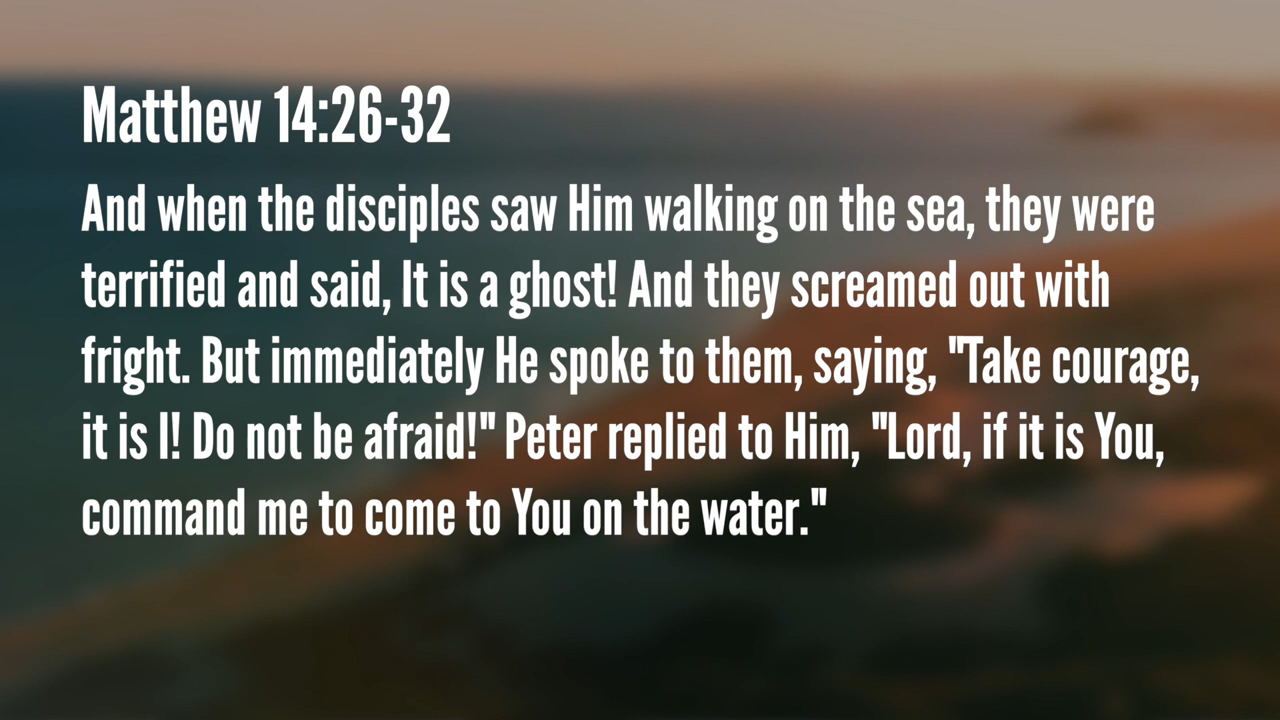 Matthew 14:26-32
And when the disciples saw Him walking on the sea, they were
terrified and said, It is a ghost! And they screamed out with
fright. But immediately He spoke to them, saying, "Take courage,
it is I! Do not be afraid!" Peter replied to Him, "Lord, if it is You,
command me to come to You on the water."